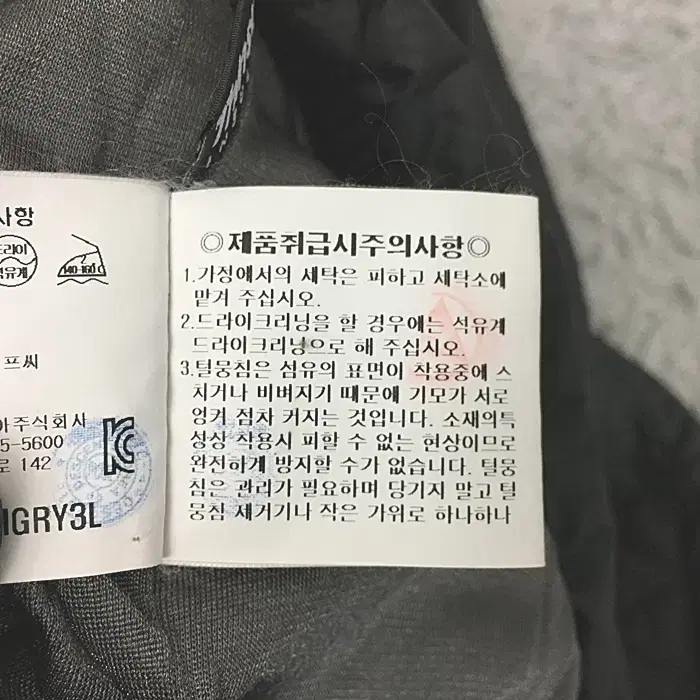 사항
드라이
석유계
140-160℃
프씨
아주식회사
5-5600
로 142
IGRY3L
◎제품취급시주의사항◎
1.가정에서의 세탁은 피하고 세탁소에
맡겨 주십시오.
2.드라이크리닝을 할 경우에는 석유계
드라이크리닝으로 해 주십시오.
3.털뭉침은 섬유의 표면이 착용중에 스
치거나 비벼지기 때문에 기모가 서로
엉켜 점차 커지는 것입니다. 소재의특
성상 착용시 피할 수 없는 현상이므로
완전하게 방지할 수가 없습니다. 털뭉
침은 관리가 필요하며 당기지 말고 털
뭉침 제거기나 작은 가위로 하나하나